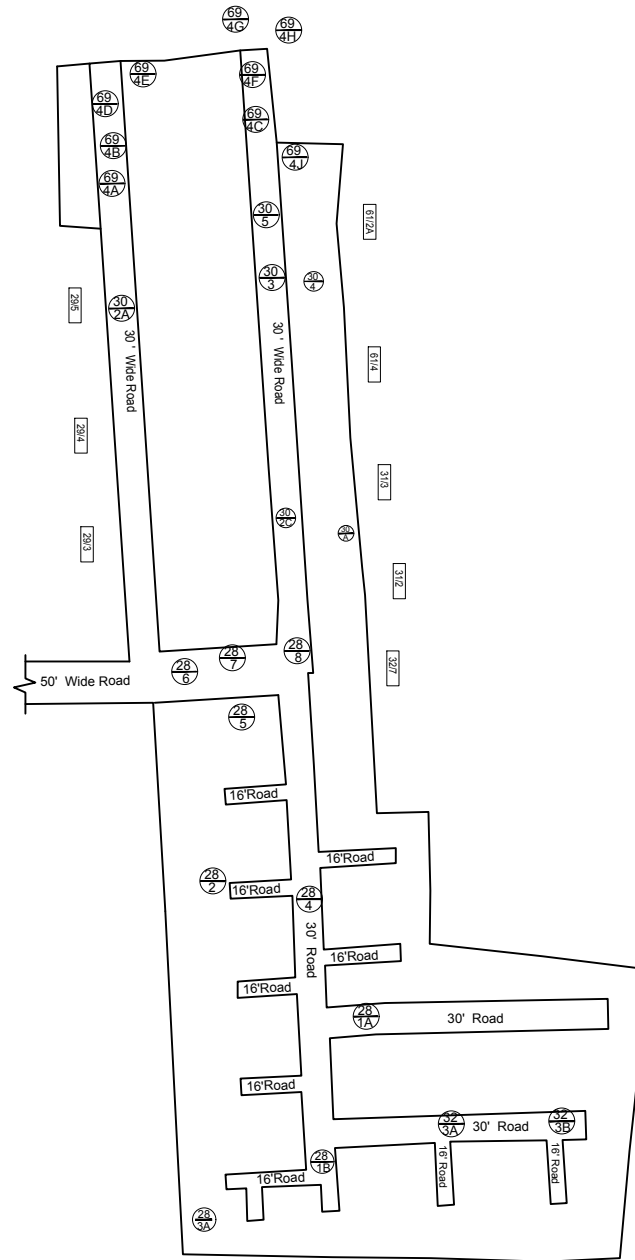 69
4G
69
4H
69
4E
69
4F
69
4D
69
4C
69
4B
69
4J
69
4A
30
5
61/2A
30
3
30
4
29/5
30
2A
30 ' Wide Road
30 ' Wide Road
61/4
29/4
31/3
30
2C
30
A
29/3
31/2
28
8
28
7
28
6
32/7
50' Wide Road
28
5
16'Road
16'Road
28
2
16'Road
28
4
30' Road
16'Road
16'Road
28
1A
30' Road
16'Road
32
3A
30' Road
32
3B
28
1B
16'Road
16' Road
16' Road
28
3A